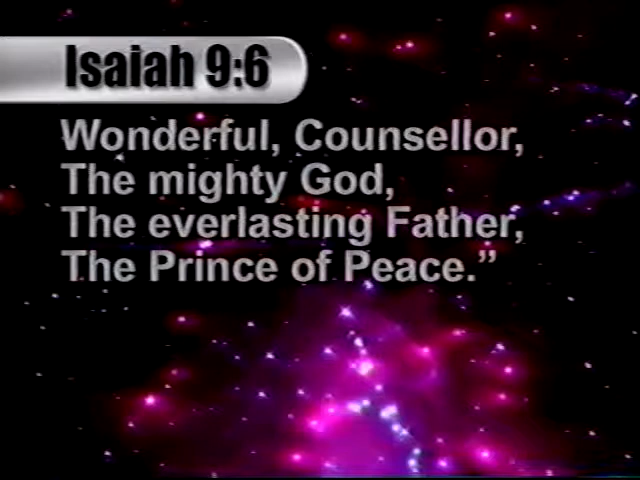 Isaiah 9:6
Wonderful, Counsellor,
The mighty God,
The everlasting Father,
The Prince of Peace.”